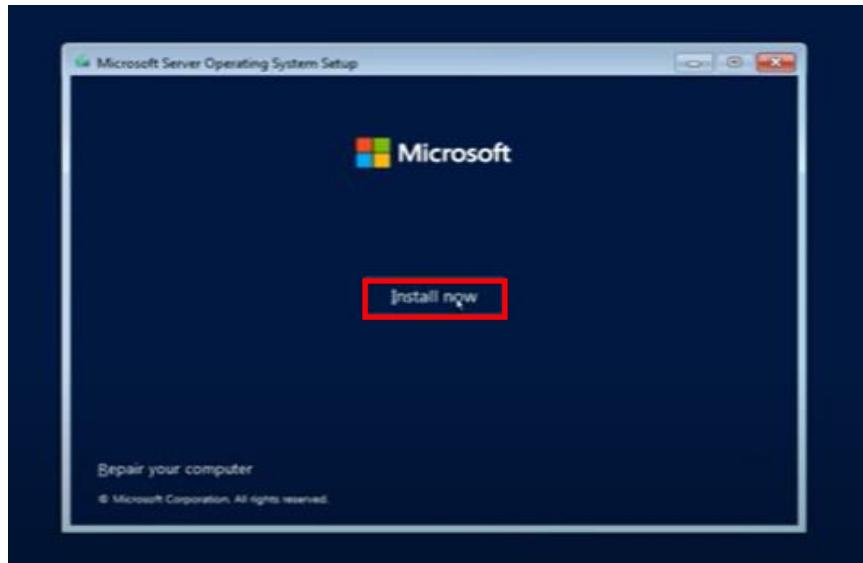 Microsoft Server Operating System Setup
Microsoft
Install now
Repair your computer
© Microsoft Corporation. All rights reserved.